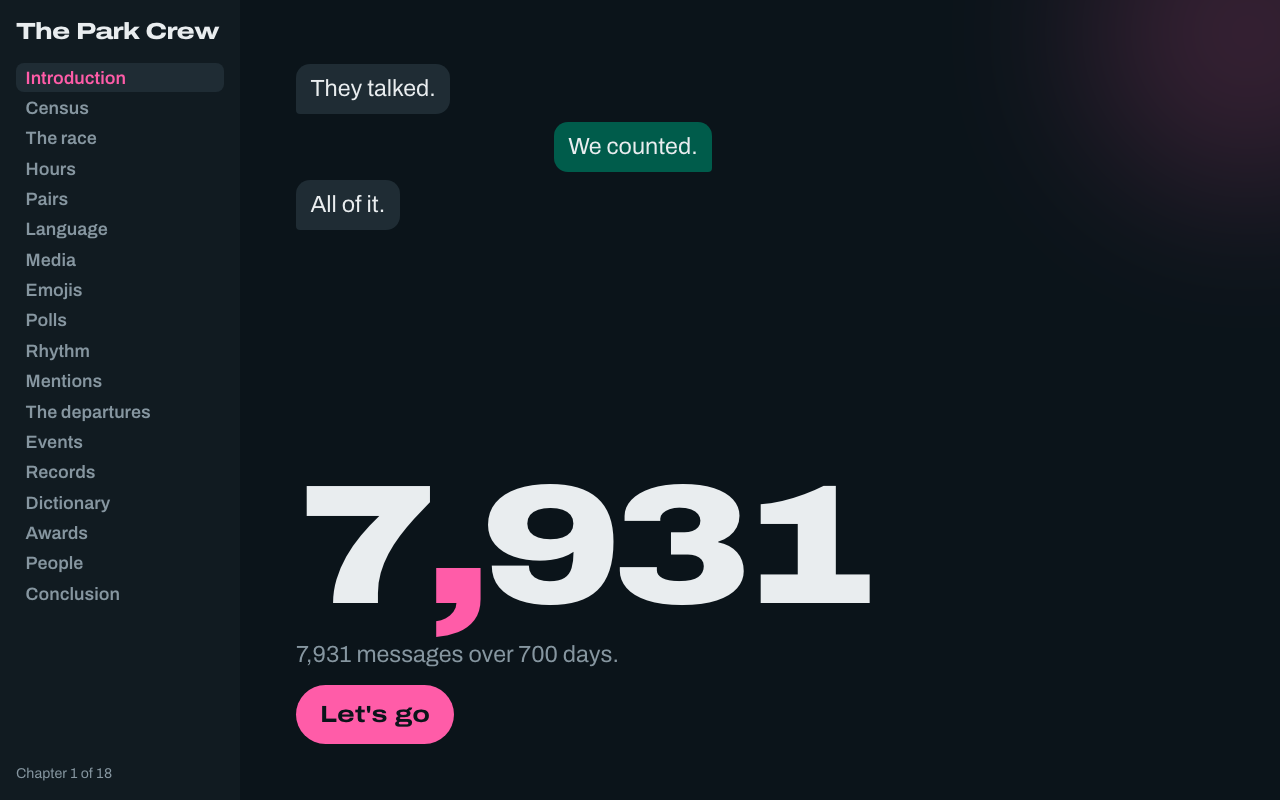 The Park Crew
Introduction
Census
The race
Hours
Pairs
Language
Media
Emojis
Polls
Rhythm
Mentions
The departures
Events
Records
Dictionary
Awards
People
Conclusion
Chapter 1 of 18
They talked.
We counted.
All of it.
7,931
7,931 messages over 700 days.
Let's go